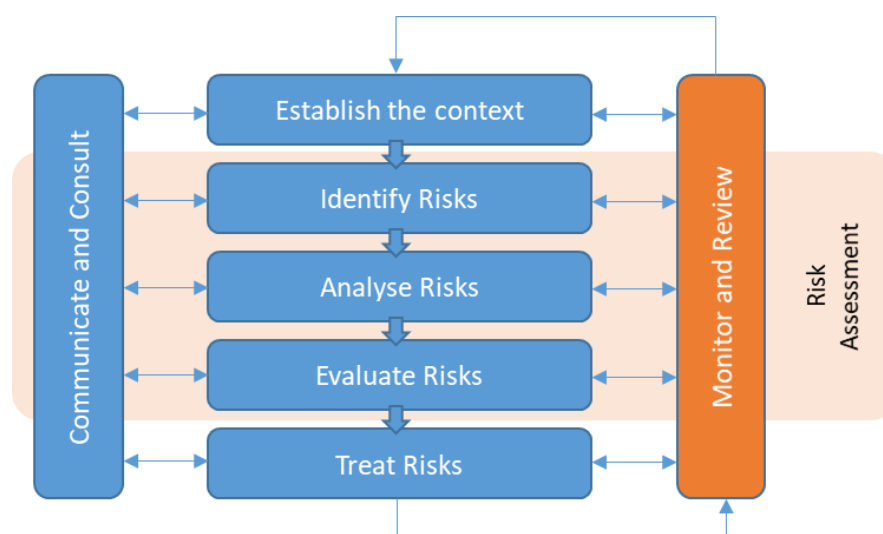 Establish the context
Identify Risks
Analyse Risks
Evaluate Risks
Treat Risks
Communicate and Consult
Monitor and Review
Risk
Assessment